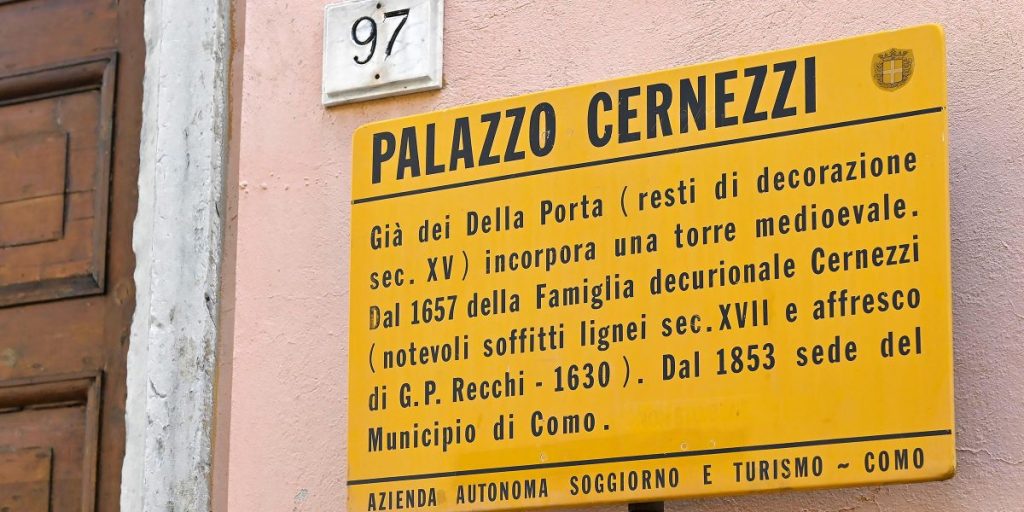 97
PALAZZO CERNEZZI
Già dei Della Porta ( resti di decorazione
sec. XV ) incorpora una torre medioevale.
Dal 1657 della Famiglia decurionale Cernezzi
( notevoli soffitti lignei sec. XVII e affresco
di G.P. Recchi - 1630 ). Dal 1853 sede del
Municipio di Como.
AZIENDA AUTONOMA SOGGIORNO E TURISMO ~ COMO